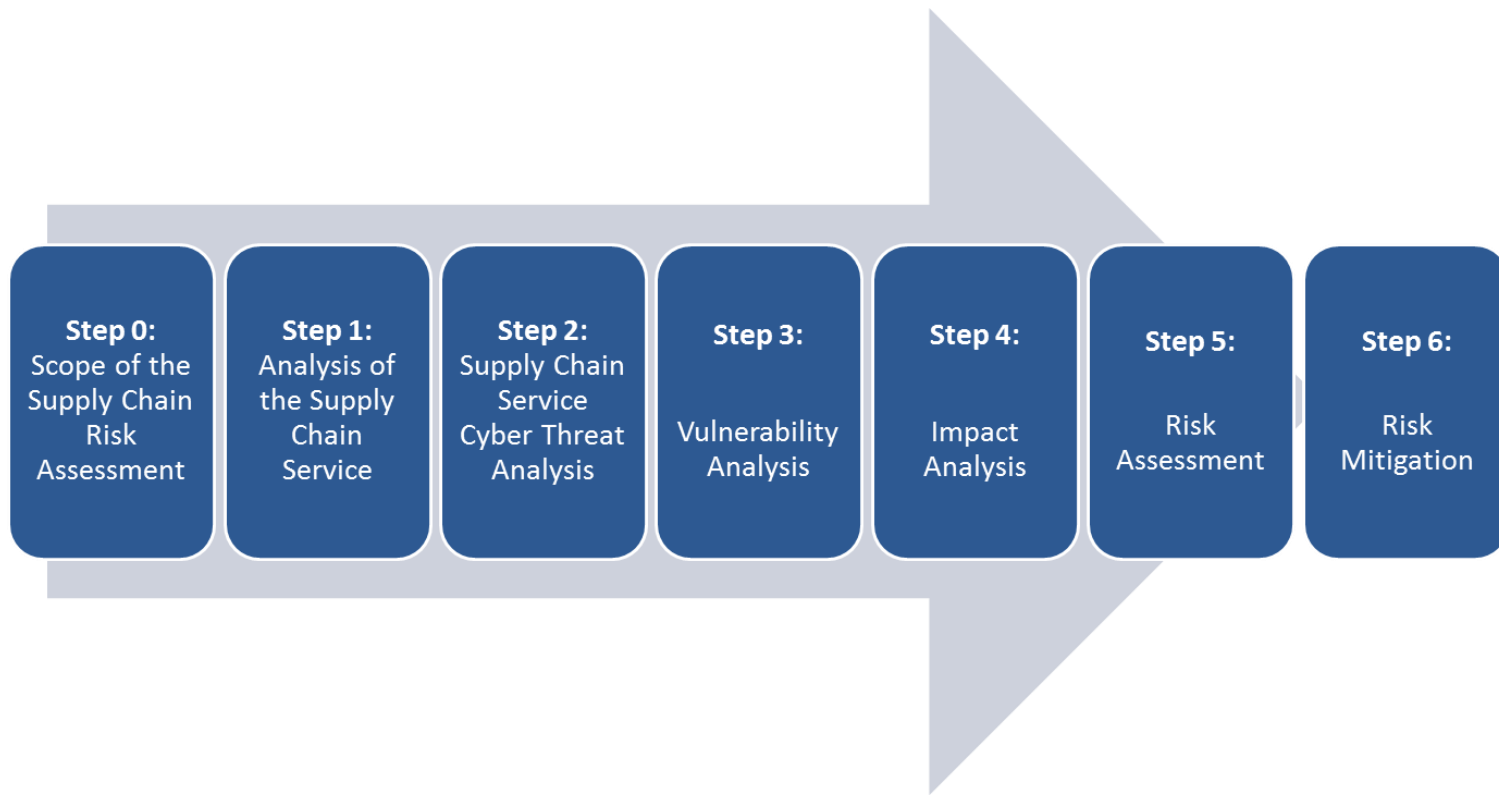 Step 0:
Scope of the
Supply Chain
Risk
Assessment
Step 1:
Analysis of
the Supply
Chain
Service
Step 2:
Supply Chain
Service
Cyber Threat
Analysis
Step 3:
Vulnerability
Analysis
Step 4:
Impact
Analysis
Step 5:
Risk
Assessment
Step 6:
Risk
Mitigation